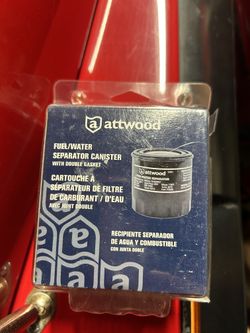 a attwood
FUEL/WATER
SEPARATOR CANISTER
WITH DOUBLE GASKET
CARTOUCHE À
SÉPARATEUR DE FILTRE
DE CARBURANT / D'EAU
AVEC JOINT DOUBLE
attwood
RECIPIENTE SEPARADOR
DE AGUA Y COMBUSTIBLE
CON JUNTA DOBLE